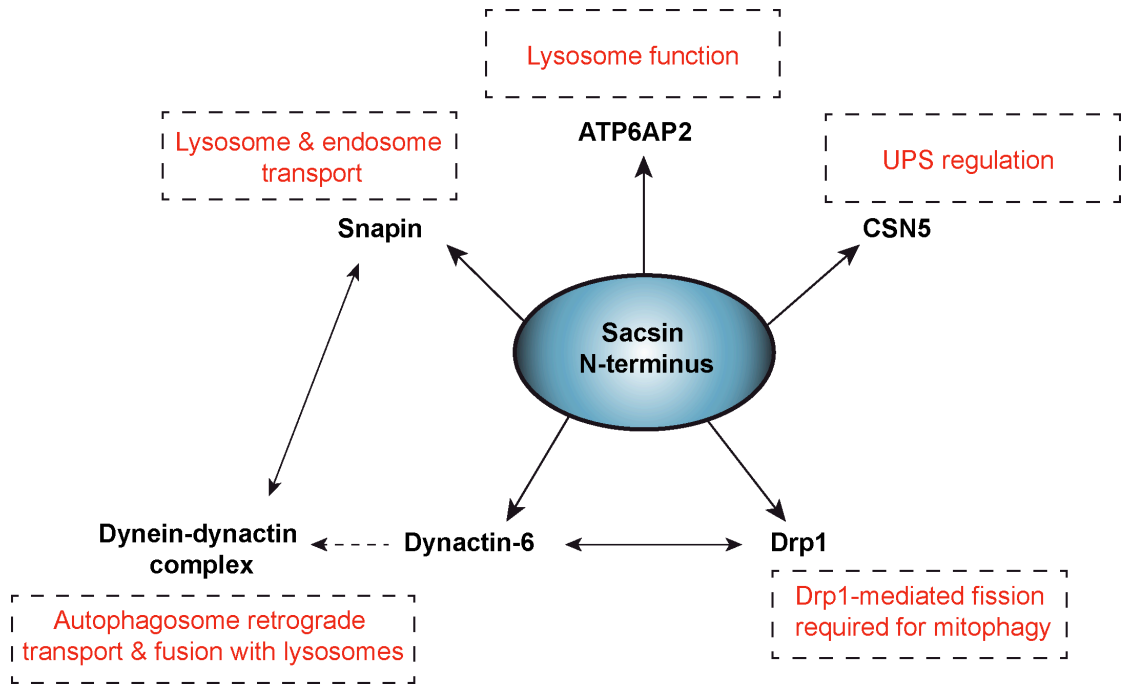 Lysosome function
ATP6AP2
Lysosome & endosome
transport
Snapin
UPS regulation
CSN5
Sacsin
N-terminus
Dynein-dynactin
complex
Dynactin-6
Drp1
Autophagosome retrograde
transport & fusion with lysosomes
Drp1-mediated fission
required for mitophagy